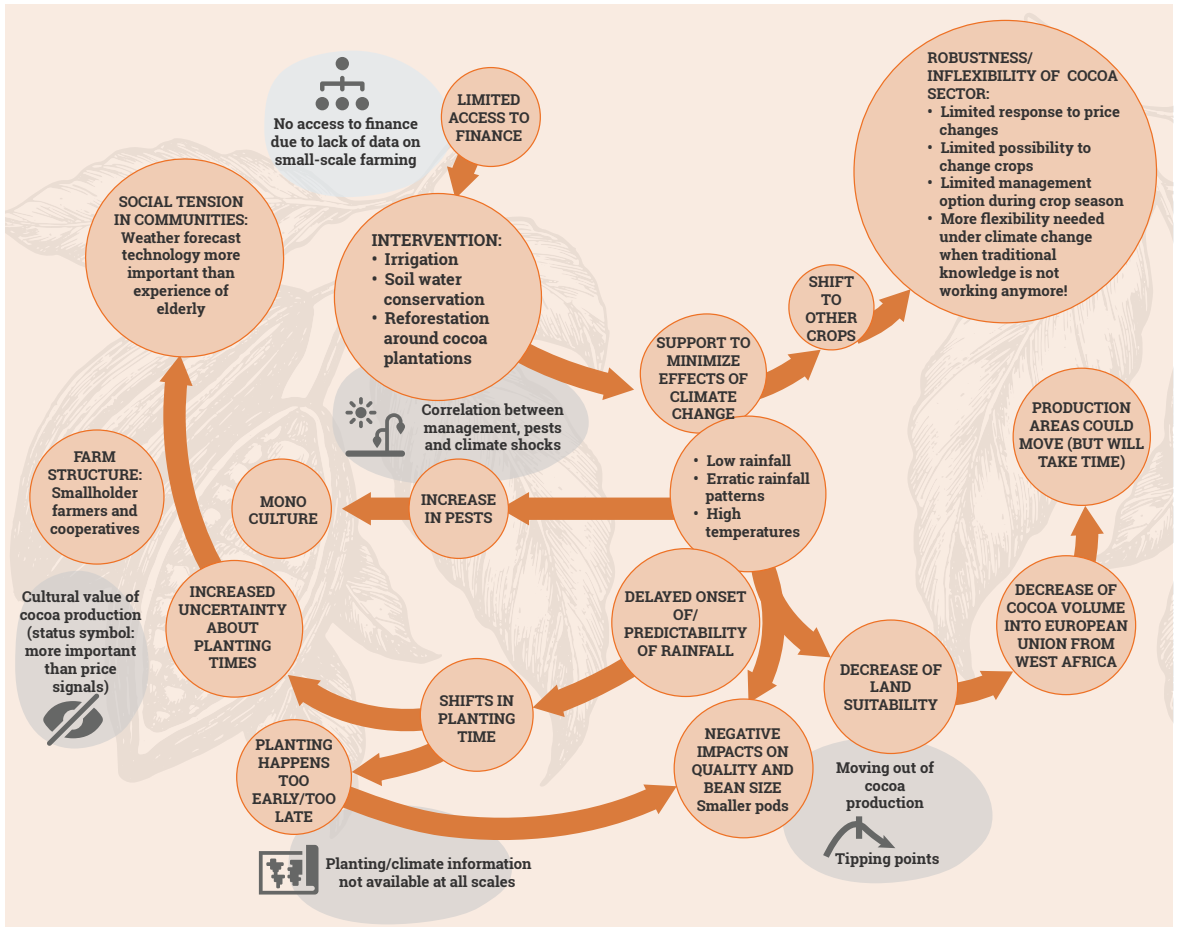 No access to finance
due to lack of data on
small-scale farming
LIMITED
ACCESS TO
FINANCE
ROBUSTNESS/
INFLEXIBILITY OF COCOA
SECTOR:
• Limited response to price
changes
• Limited possibility to
change crops
• Limited management
option during crop season
• More flexibility needed
under climate change
when traditional
knowledge is not
working anymore!
SOCIAL TENSION
IN COMMUNITIES:
Weather forecast
technology more
important than
experience of
elderly
INTERVENTION:
• Irrigation
• Soil water
conservation
• Reforestation
around cocoa
plantations
SHIFT
TO
OTHER
CROPS
SUPPORT TO
MINIMIZE
EFFECTS OF
CLIMATE
CHANGE
Correlation between
management, pests
and climate shocks
PRODUCTION
AREAS COULD
MOVE (BUT WILL
TAKE TIME)
FARM
STRUCTURE:
Smallholder
farmers and
cooperatives
MONO
CULTURE
INCREASE
IN PESTS
• Low rainfall
• Erratic rainfall
patterns
• High
temperatures
Cultural value of
cocoa production
(status symbol:
more important
than price
signals)
INCREASED
UNCERTAINTY
ABOUT
PLANTING
TIMES
DELAYED ONSET
OF/
PREDICTABILITY
OF RAINFALL
DECREASE OF
COCOA VOLUME
INTO EUROPEAN
UNION FROM
WEST AFRICA
DECREASE OF
LAND
SUITABILITY
SHIFTS IN
PLANTING
TIME
PLANTING
HAPPENS
TOO
EARLY/TOO
LATE
NEGATIVE
IMPACTS ON
QUALITY AND
BEAN SIZE
Smaller pods
Moving out of
cocoa
production
Tipping points
Planting/climate information
not available at all scales